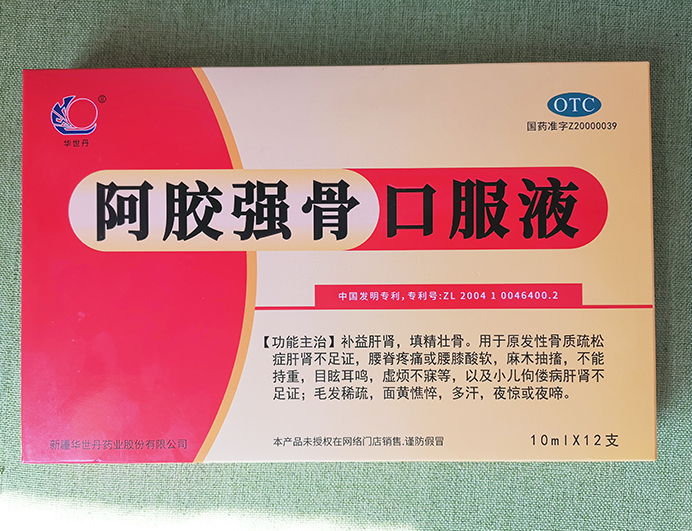 ®
华世丹
OTC
国药准字Z20000039
阿胶强骨口服液
中国发明专利，专利号：ZL 2004 1 0046400.2
【功能主治】补益肝肾，填精壮骨。用于原发性骨质疏松
症肝肾不足证，腰脊疼痛或腰膝酸软，麻木抽搐，不能
持重，目眩耳鸣，虚烦不寐等，以及小儿佝偻病肝肾不
足证；毛发稀疏，面黄憔悴，多汗，夜惊或夜啼。
新疆华世丹药业股份有限公司
本产品未授权在网络门店销售.谨防假冒
10mlX12支